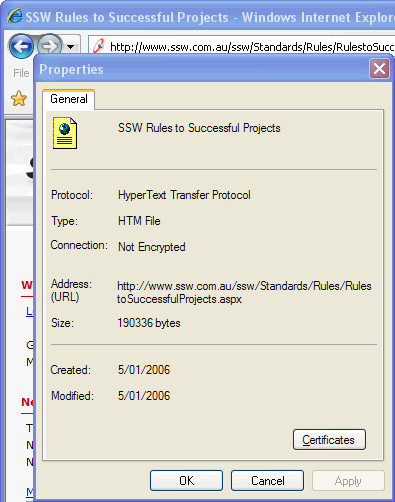 SSW Rules to Successful Projects - Windows Internet Explor
http://www.ssw.com.au/ssw/Standards/Rules/RulestoSucc
File
Properties
General
SSW Rules to Successful Projects
Protocol: HyperText Transfer Protocol
Type: HTM File
Connection: Not Encrypted
Address: http://www.ssw.com.au/ssw/Standards/Rules/Rules
(URL) toSuccessfulProjects.aspx
Size: 190336 bytes
Created: 5/01/2006
Modified: 5/01/2006
Certificates
OK Cancel Apply